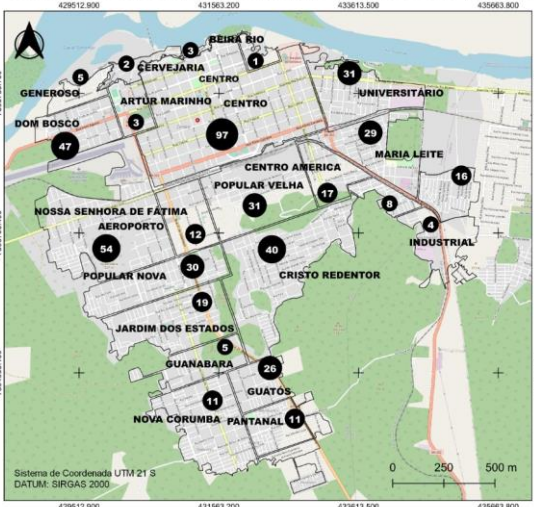 429512.900 431563.200 433613.500 435663.800
BEIRA RIO
3
1
2
CERVEJARIA
5
31
CENTRO
GENEROSO
UNIVERSITÁRIO
ARTUR MARINHO
CENTRO
3
DOM BOSCO
97
29
47
MARIA LEITE
CENTRO AMERICA
16
POPULAR VELHA
17
8
NOSSA SENHORA DE FÁTIMA
31
AEROPORTO
4
12
54
40
INDUSTRIAL
30
POPULAR NOVA
CRISTO REDENTOR
19
JARDIM DOS ESTADOS
5
GUANABARA
26
GUATOS
11
NOVA CORUMBA
PANTANAL
11
Sistema de Coordenada UTM 21 S
DATUM: SIRGAS 2000
0 250 500 m
429512.900 431563.200 433613.500 435663.800